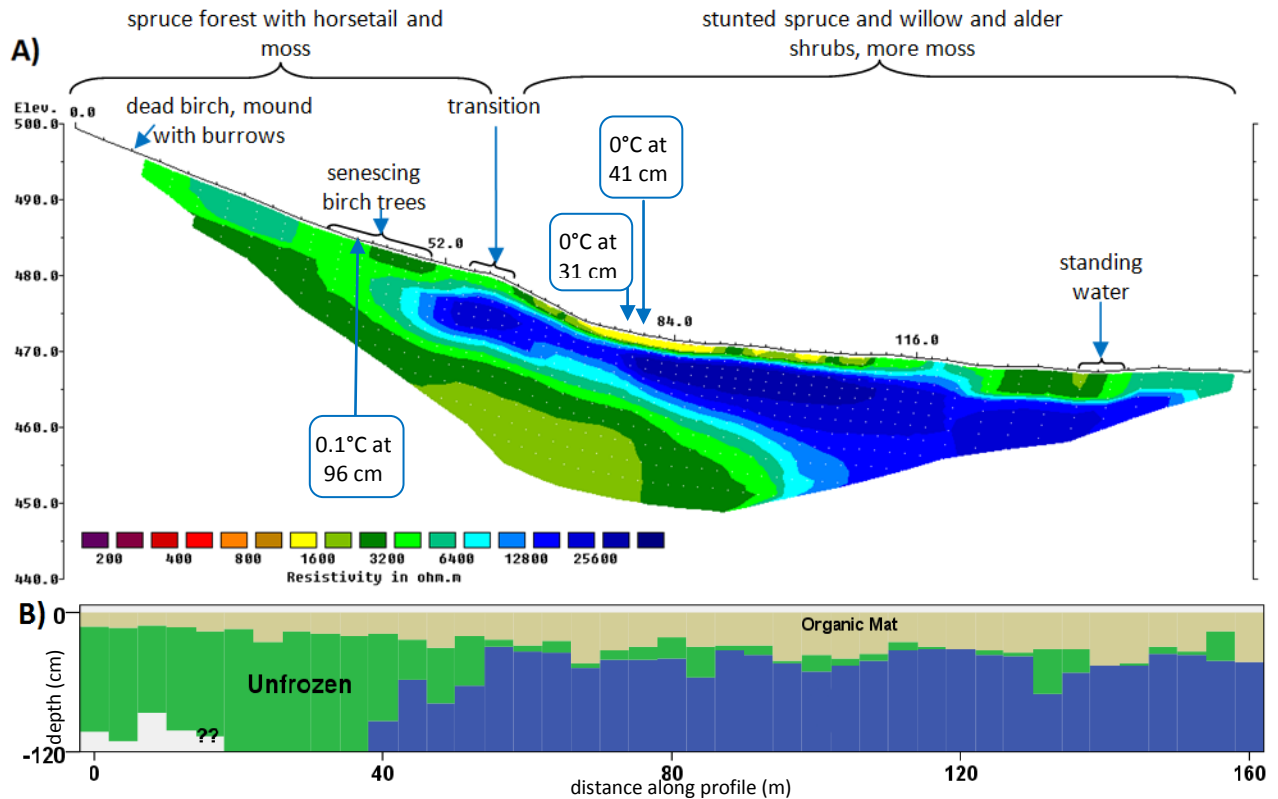 spruce forest with horsetail and
moss
stunted spruce and willow and alder
shrubs, more moss
A)
Elev.
0.0
dead birch, mound
with burrows
transition
senescing
birch trees
0°C at
41 cm
0°C at
31 cm
52.0
84.0
116.0
standing
water
0.1°C at
96 cm
500.0
490.0
480.0
470.0
460.0
450.0
440.0
200 400 800 1600 3200 6400 12800 25600
Resistivity in ohm.m
B)
0
-120
depth (cm)
Organic Mat
Unfrozen
??
0 40 80 120 160
distance along profile (m)